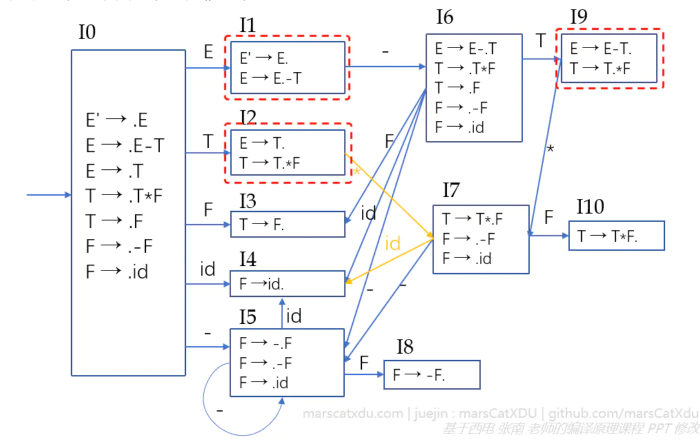 I0
E' → .E
E → .E-T
E → .T
T → .T*F
T → .F
F → .-F
F → .id
E
I1
E' → E.
E → E.-T
-
T
I2
E → T.
T → T.*F
*
F
I3
T → F.
id
I4
F →id.
id
-
I5
F → -.F
F → .-F
F → .id
-
F
I8
F → -F.
I6
E → E-.T
T → .T*F
T → .F
F → .-F
F → .id
F
id
-
T
I9
E → E-T.
T → T.*F
*
I7
T → T*.F
F → .-F
F → .id
id
-
F
I10
T → T*F.
marscatxdu.com | juejin : marsCatXDU | github.com/marsCatXdu
基于西电 张南 老师的编译原理课程 PPT 修改